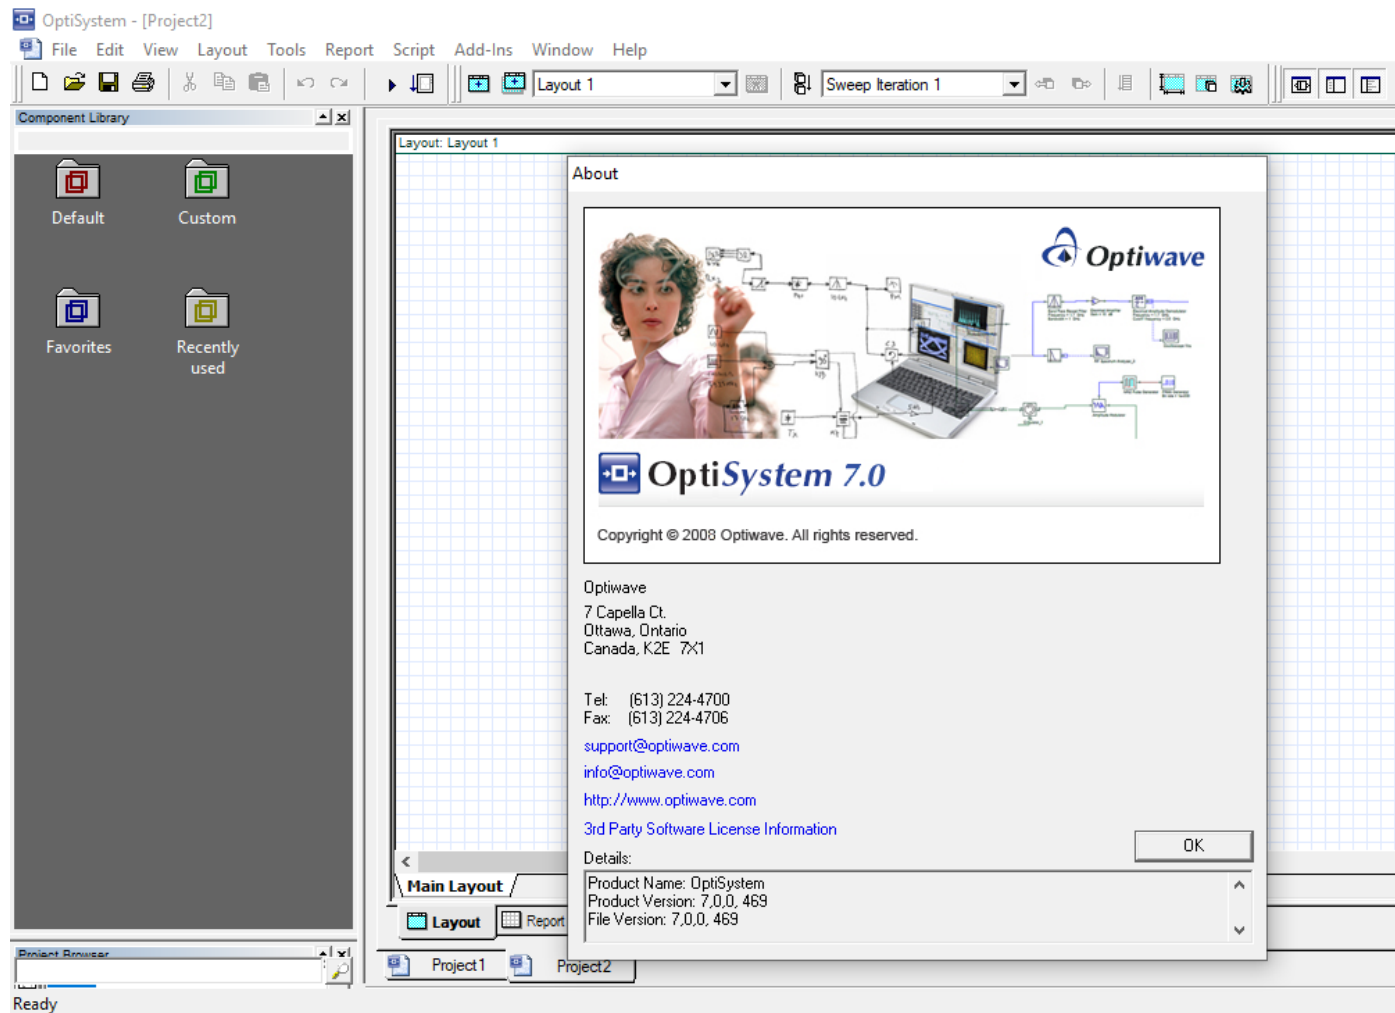 OptiSystem - [Project2]
File Edit View Layout Tools Report Script Add-Ins Window Help
Layout 1
Sweep Iteration 1
Component Library
Layout: Layout 1
Default
Custom
Favorites
Recently
used
About
Optiwave
OptiSystem 7.0
Copyright © 2008 Optiwave. All rights reserved.
Optiwave
7 Capella Ct.
Ottawa, Ontario
Canada, K2E 7X1
Tel: (613) 224-4700
Fax: (613) 224-4706
support@optiwave.com
info@optiwave.com
http://www.optiwave.com
3rd Party Software License Information
OK
Details:
Product Name: OptiSystem
Product Version: 7,0,0, 469
File Version: 7,0,0, 469
Main Layout
Layout
Report
Project Browser
Project1
Project2
Ready